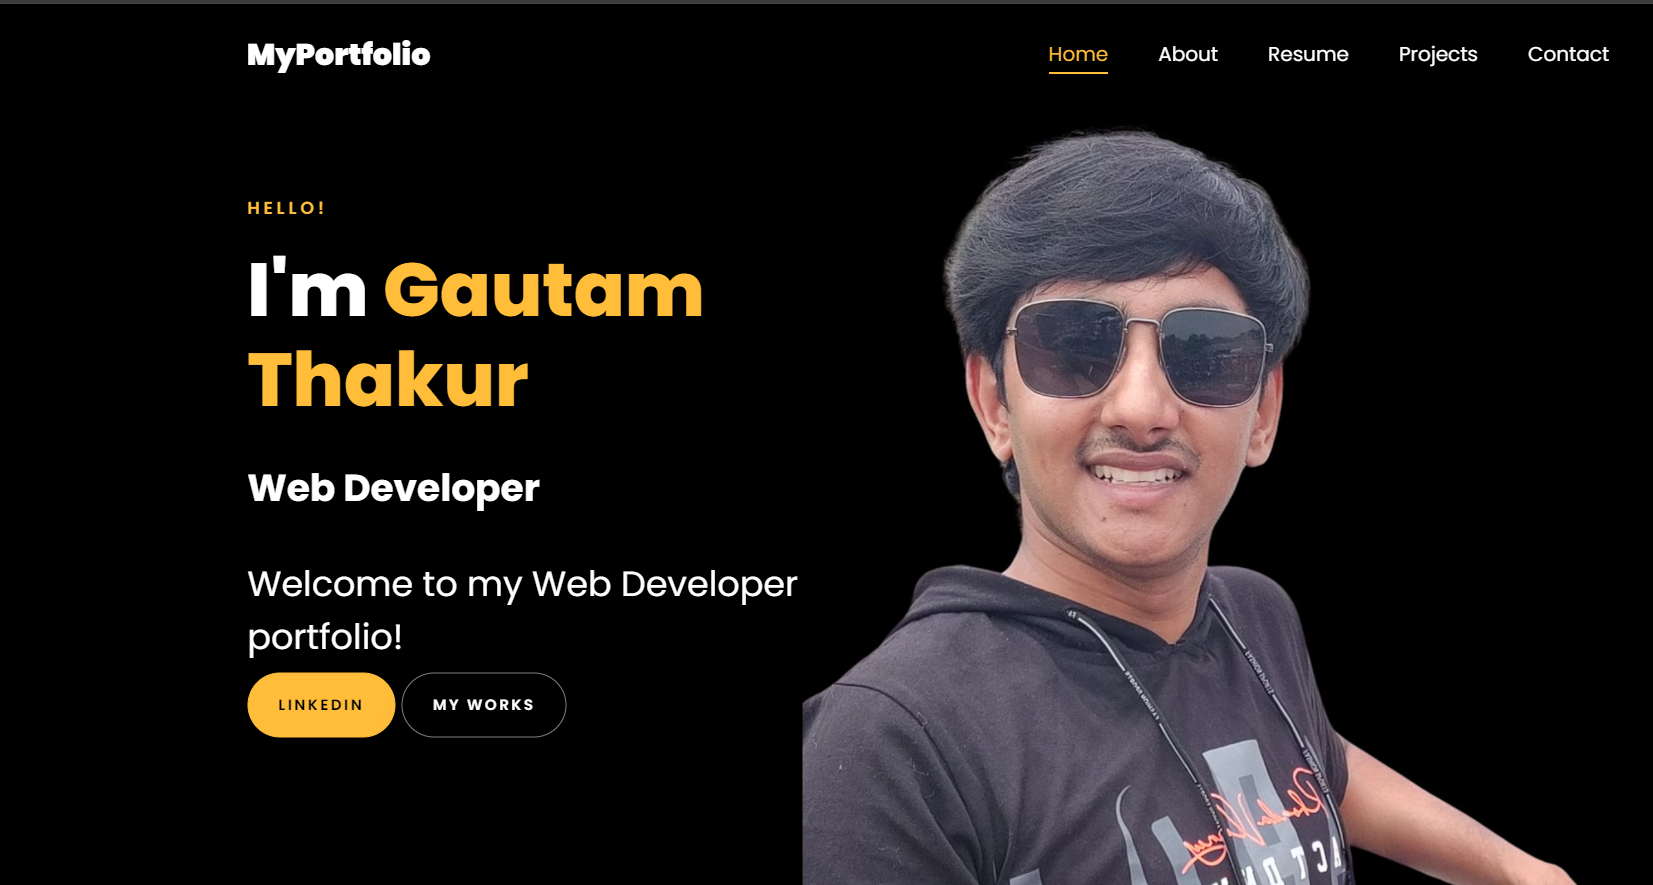 MyPortfolio
Home About Resume Projects Contact
HELLO!
I'm Gautam
Thakur
Web Developer
Welcome to my Web Developer
portfolio!
LINKEDIN MY WORKS